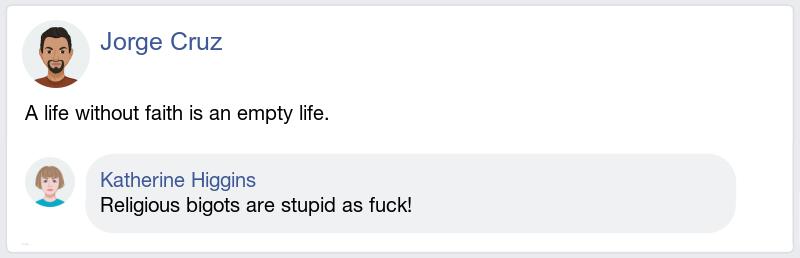 Jorge Cruz
A life without faith is an empty life.
Katherine Higgins
Religious bigots are stupid as fuck!